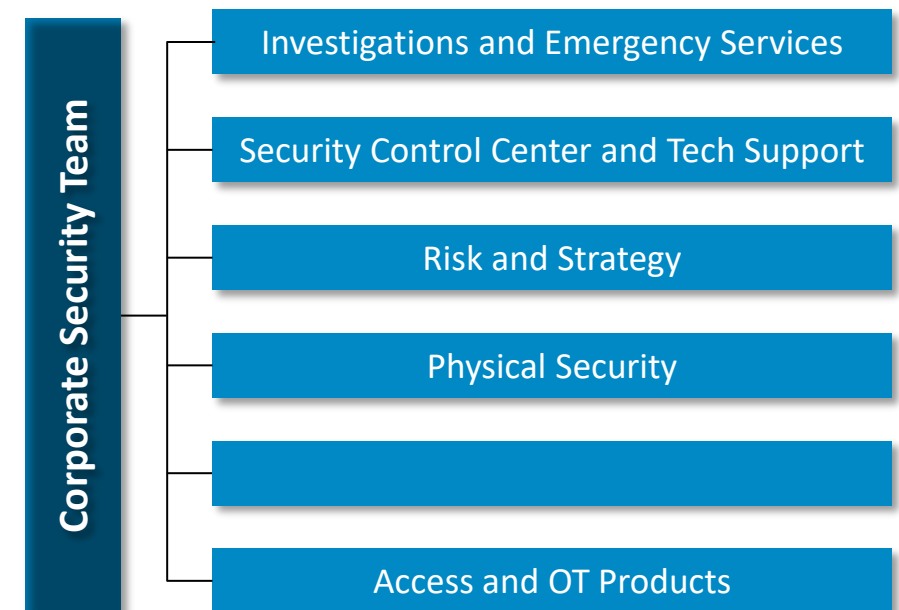 Corporate Security Team
Investigations and Emergency Services
Security Control Center and Tech Support
Risk and Strategy
Physical Security
Access and OT Products